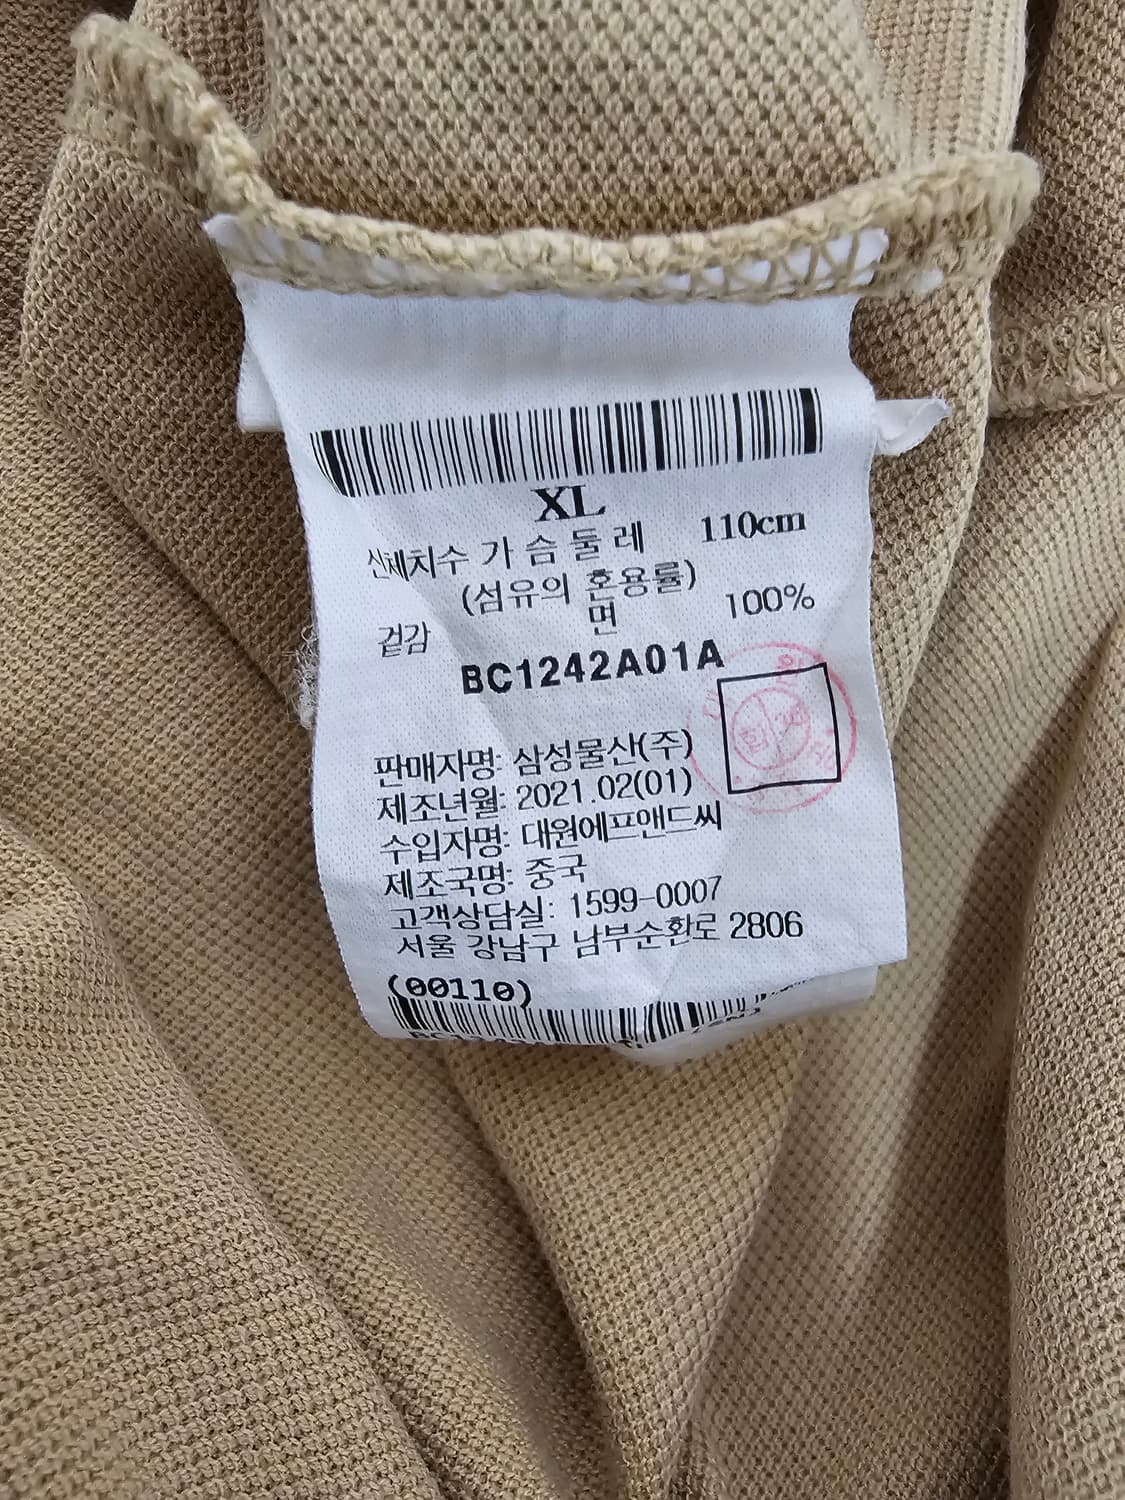 XL
신체치수 가 슴 둘 레 110cm
(섬유의 혼용률)
겉감 면 100%
BC1242A01A
판매자명: 삼성물산(주)
제조년월: 2021.02(01)
수입자명: 대원에프앤드씨
제조국명: 중국
고객상담실: 1599-0007
서울 강남구 남부순환로 2806
(00110)